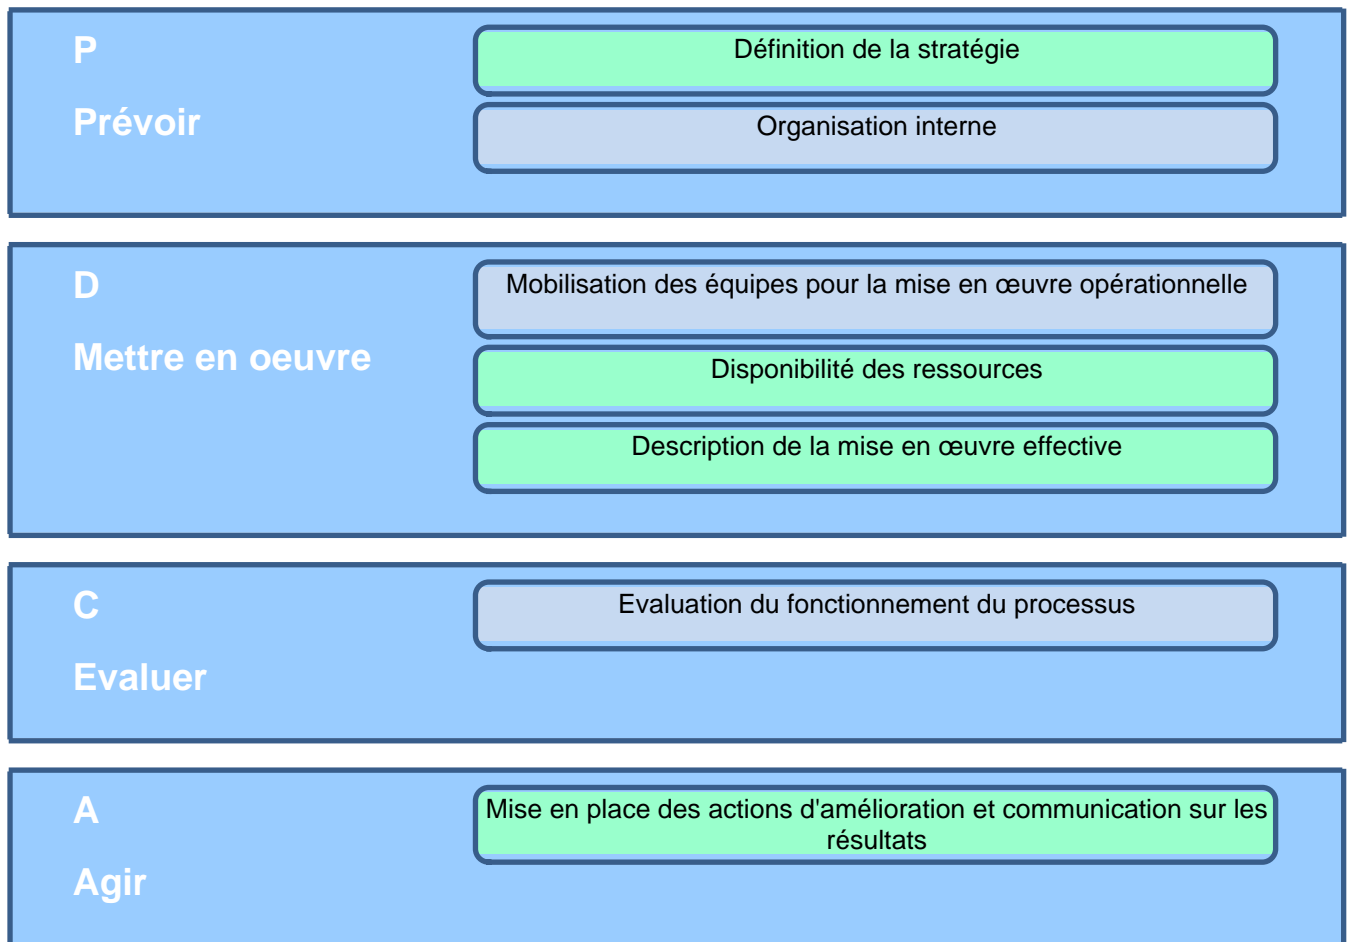 P
Définition de la stratégie
Prévoir
Organisation interne
D
Mobilisation des équipes pour la mise en œuvre opérationnelle
Mettre en oeuvre
Disponibilité des ressources
Description de la mise en œuvre effective
C
Evaluation du fonctionnement du processus
Evaluer
A
Mise en place des actions d'amélioration et communication sur les
résultats
Agir